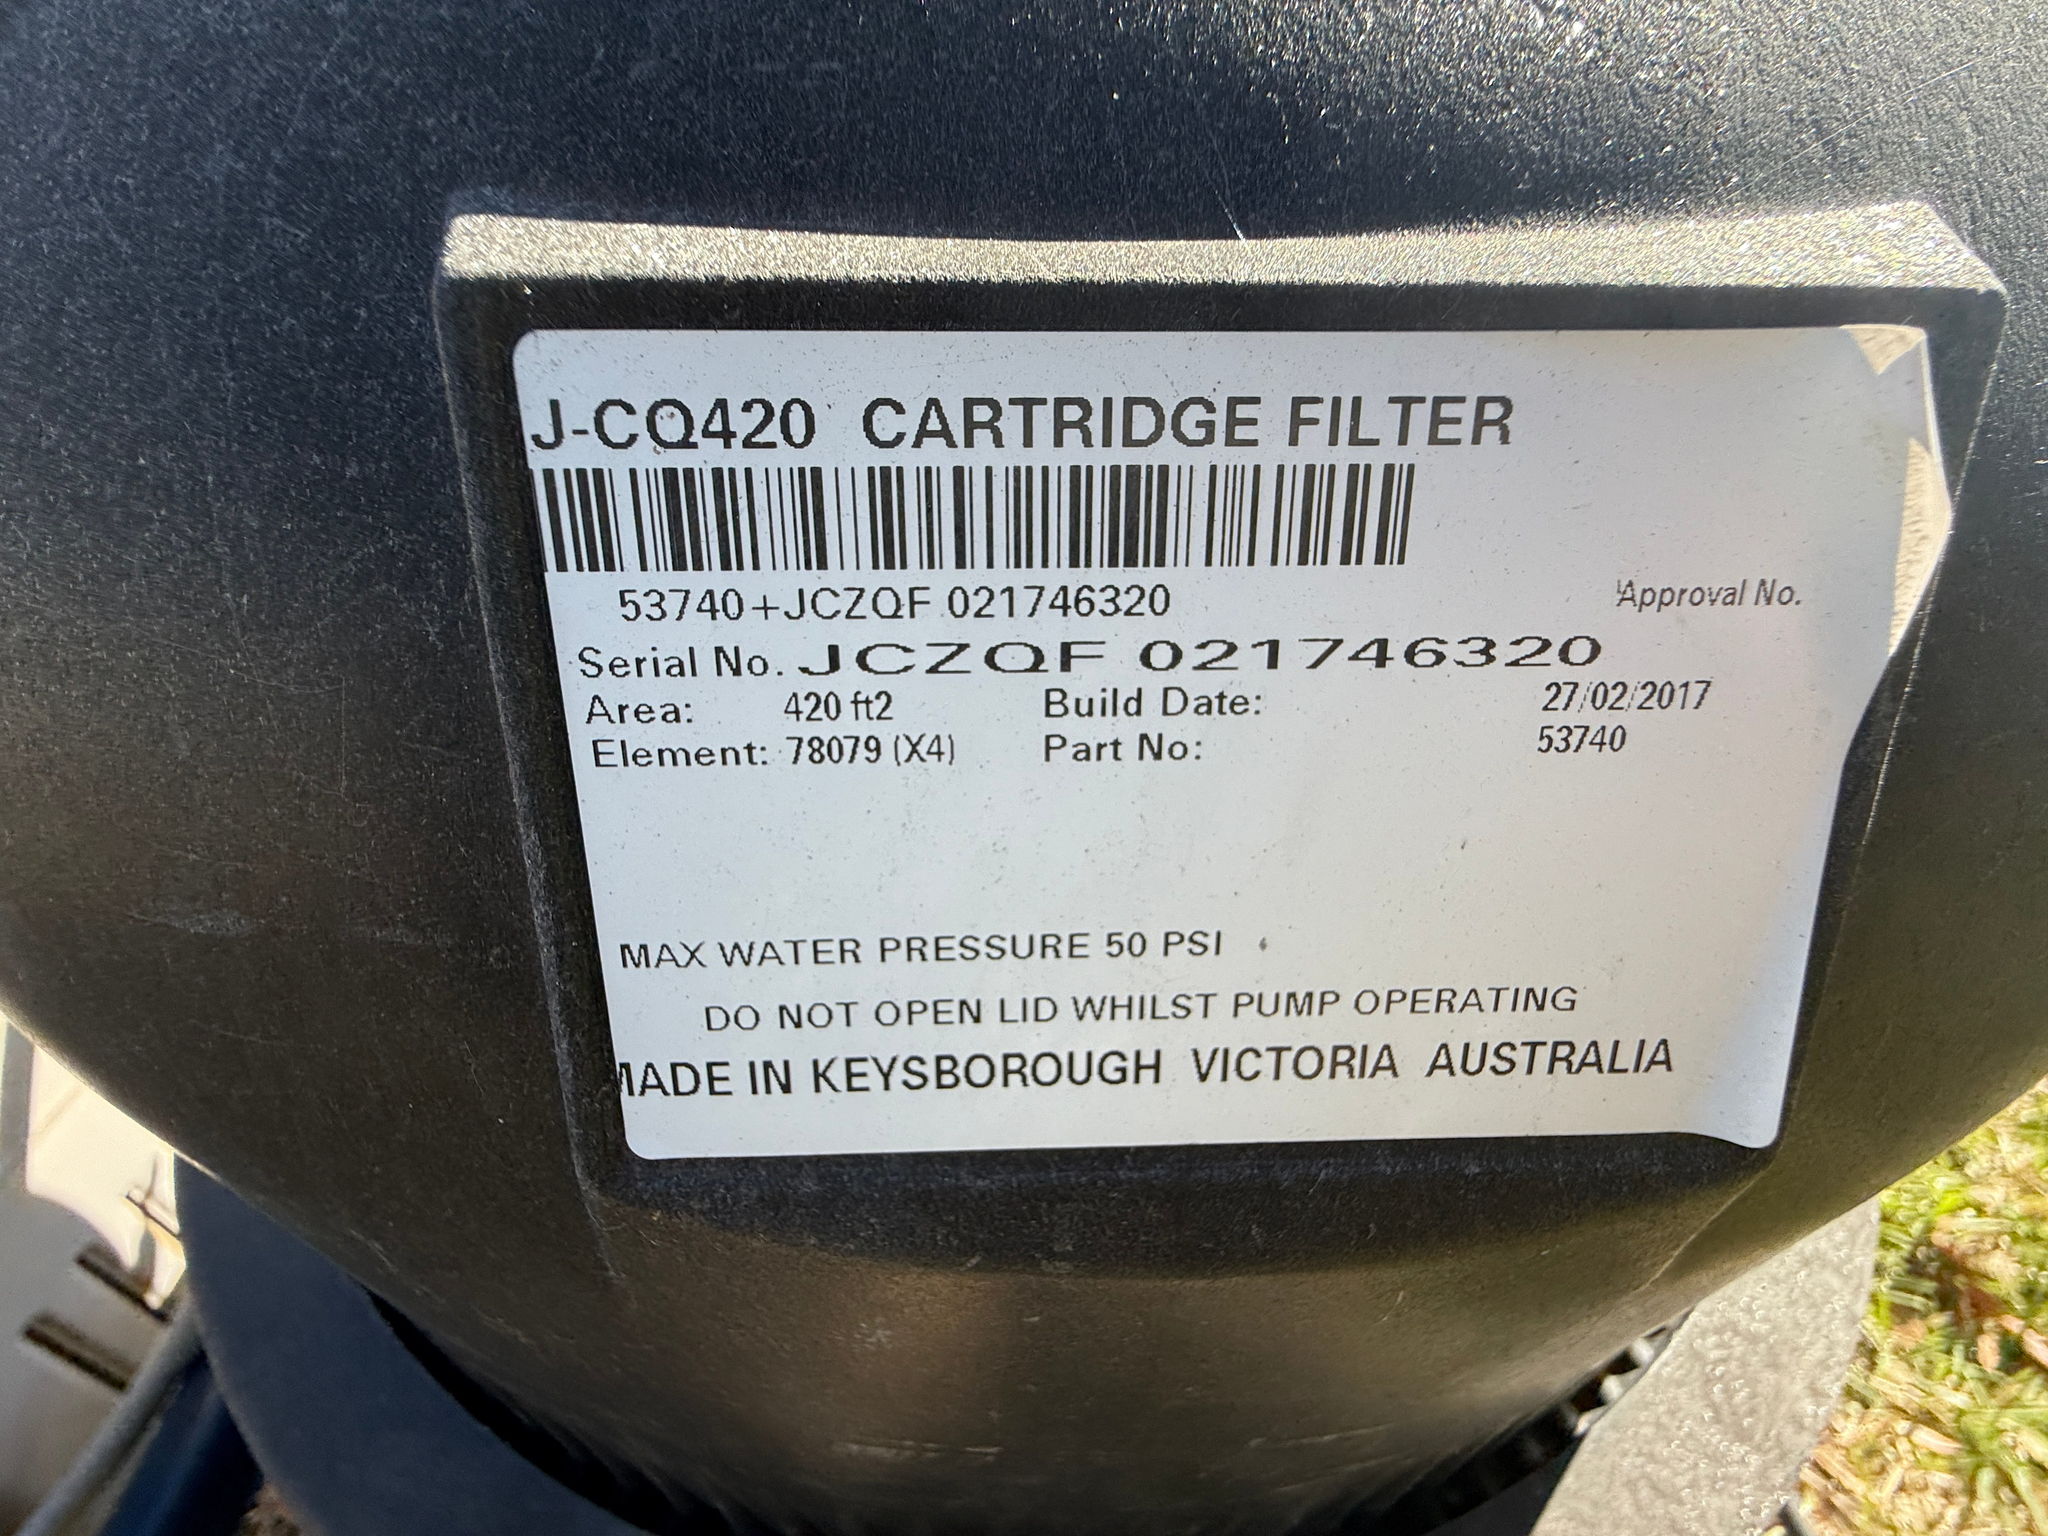 J-CQ420 CARTRIDGE FILTER
53740+JCZQF 021746320
Approval No.
Serial No. JCZQF 021746320
Area: 420 ft2 Build Date: 27/02/2017
Element: 78079 (X4) Part No: 53740
MAX WATER PRESSURE 50 PSI
DO NOT OPEN LID WHILST PUMP OPERATING
MADE IN KEYSBOROUGH VICTORIA AUSTRALIA